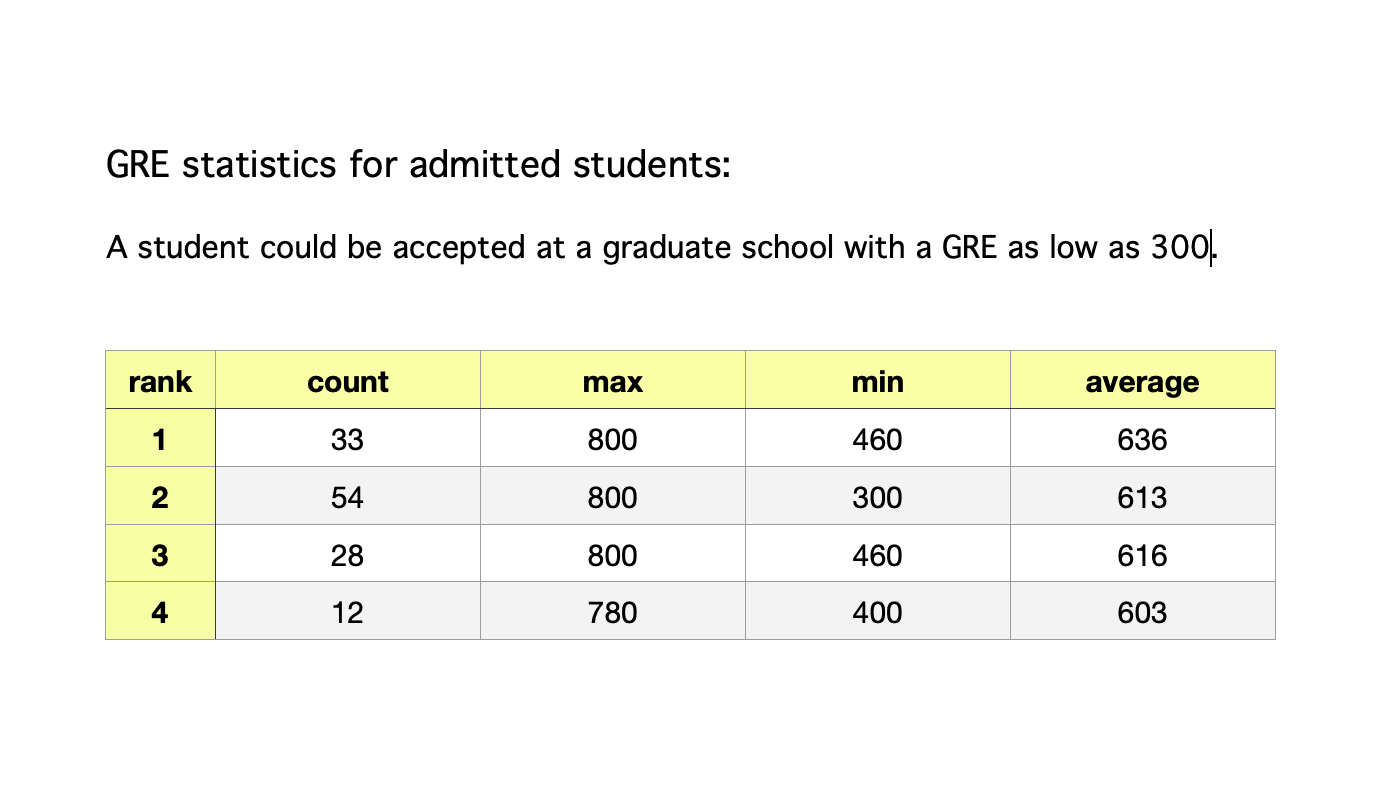 GRE statistics for admitted students:
A student could be accepted at a graduate school with a GRE as low as 300.
rank count max min average
1 33 800 460 636
2 54 800 300 613
3 28 800 460 616
4 12 780 400 603